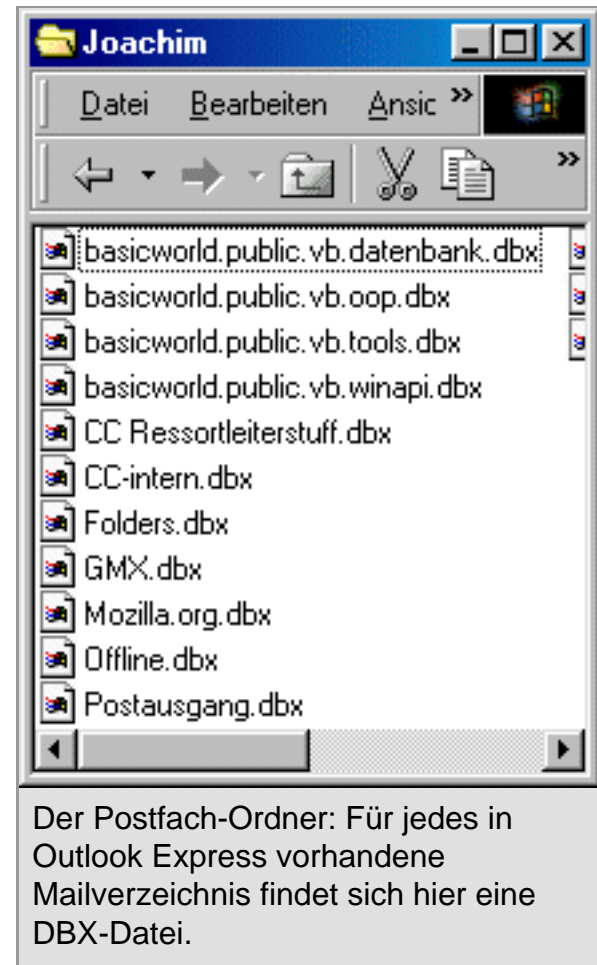 Joachim
Datei Bearbeiten Ansic »
»
basicworld.public.vb.datenbank.dbx
basicworld.public.vb.oop.dbx
basicworld.public.vb.tools.dbx
basicworld.public.vb.winapi.dbx
CC Ressortleiterstuff.dbx
CC-intern.dbx
Folders.dbx
GMX.dbx
Mozilla.org.dbx
Offline.dbx
Postausgang.dbx
Der Postfach-Ordner: Für jedes in
Outlook Express vorhandene
Mailverzeichnis findet sich hier eine
DBX-Datei.